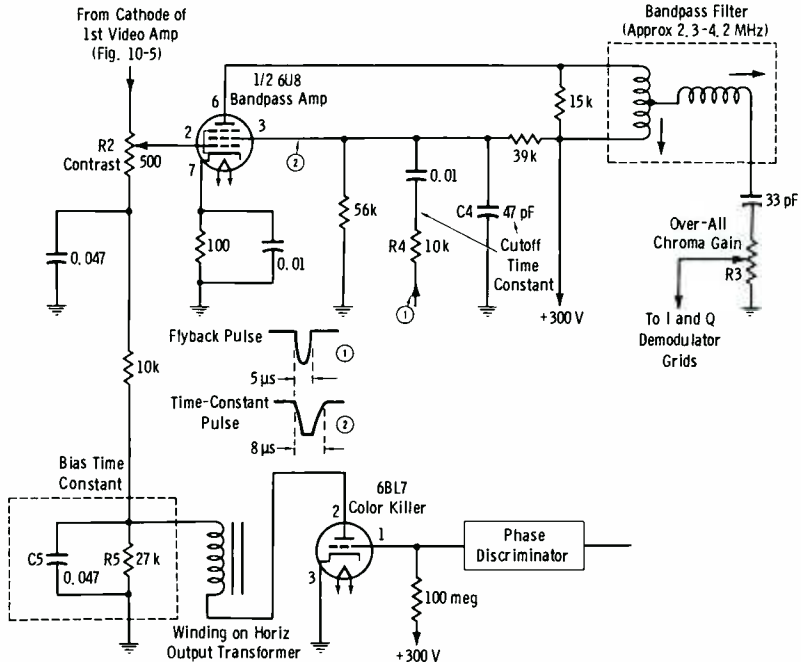 From Cathode of
1st Video Amp
(Fig. 10-5)
Bandpass Filter
(Approx 2.3-4.2 MHz)
1/2 6U8
Bandpass Amp
6
2
3
7
R2
Contrast
500
15k
39k
2
0.047
100
0.01
56k
0.01
R4
10k
1
C4
47 pF
Cutoff
Time
Constant
+300 V
33 pF
Over-All
Chroma Gain
R3
To I and Q
Demodulator
Grids
10k
Flyback Pulse
1
5 µs
Time-Constant
Pulse
2
8 µs
Bias Time
Constant
C5
0.047
R5
27 k
Winding on Horiz
Output Transformer
6BL7
Color Killer
2
1
3
Phase
Discriminator
100 meg
+300 V